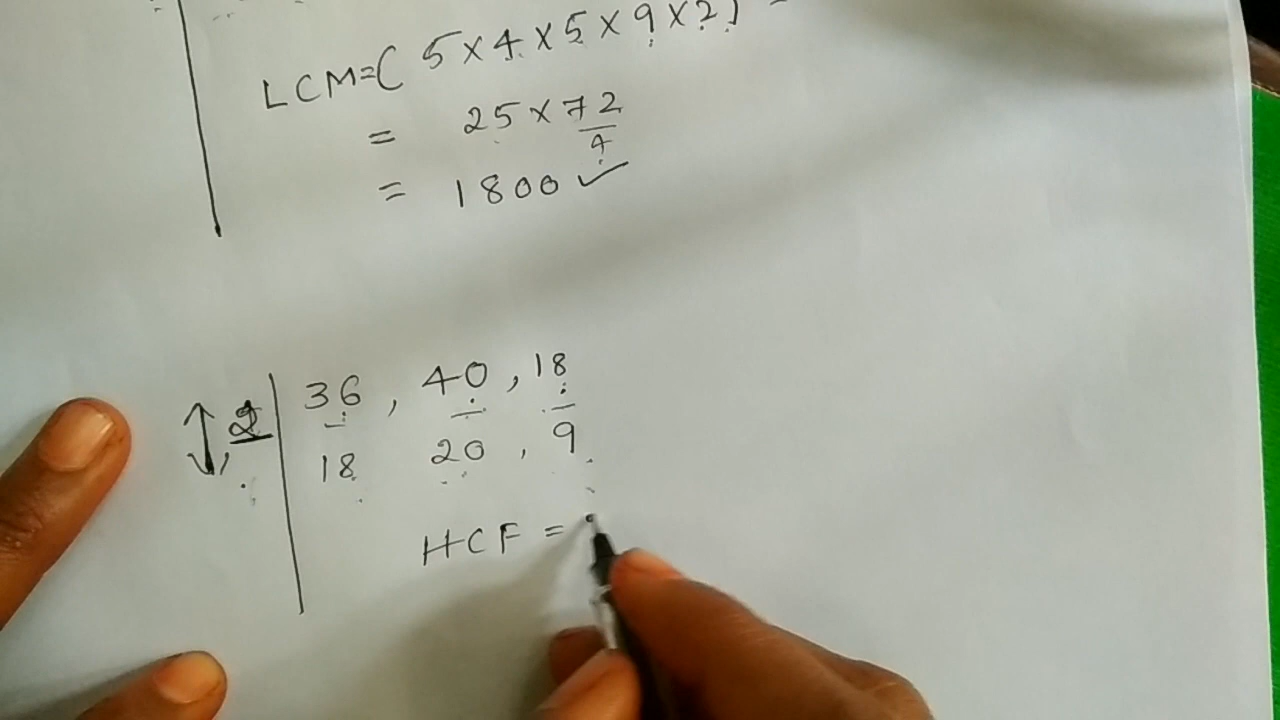 LCM=( 5×4×5×9×2)
= 25×72
4
= 1800 ✓
2 | 36 , 40 , 18
18 20 , 9
HCF =